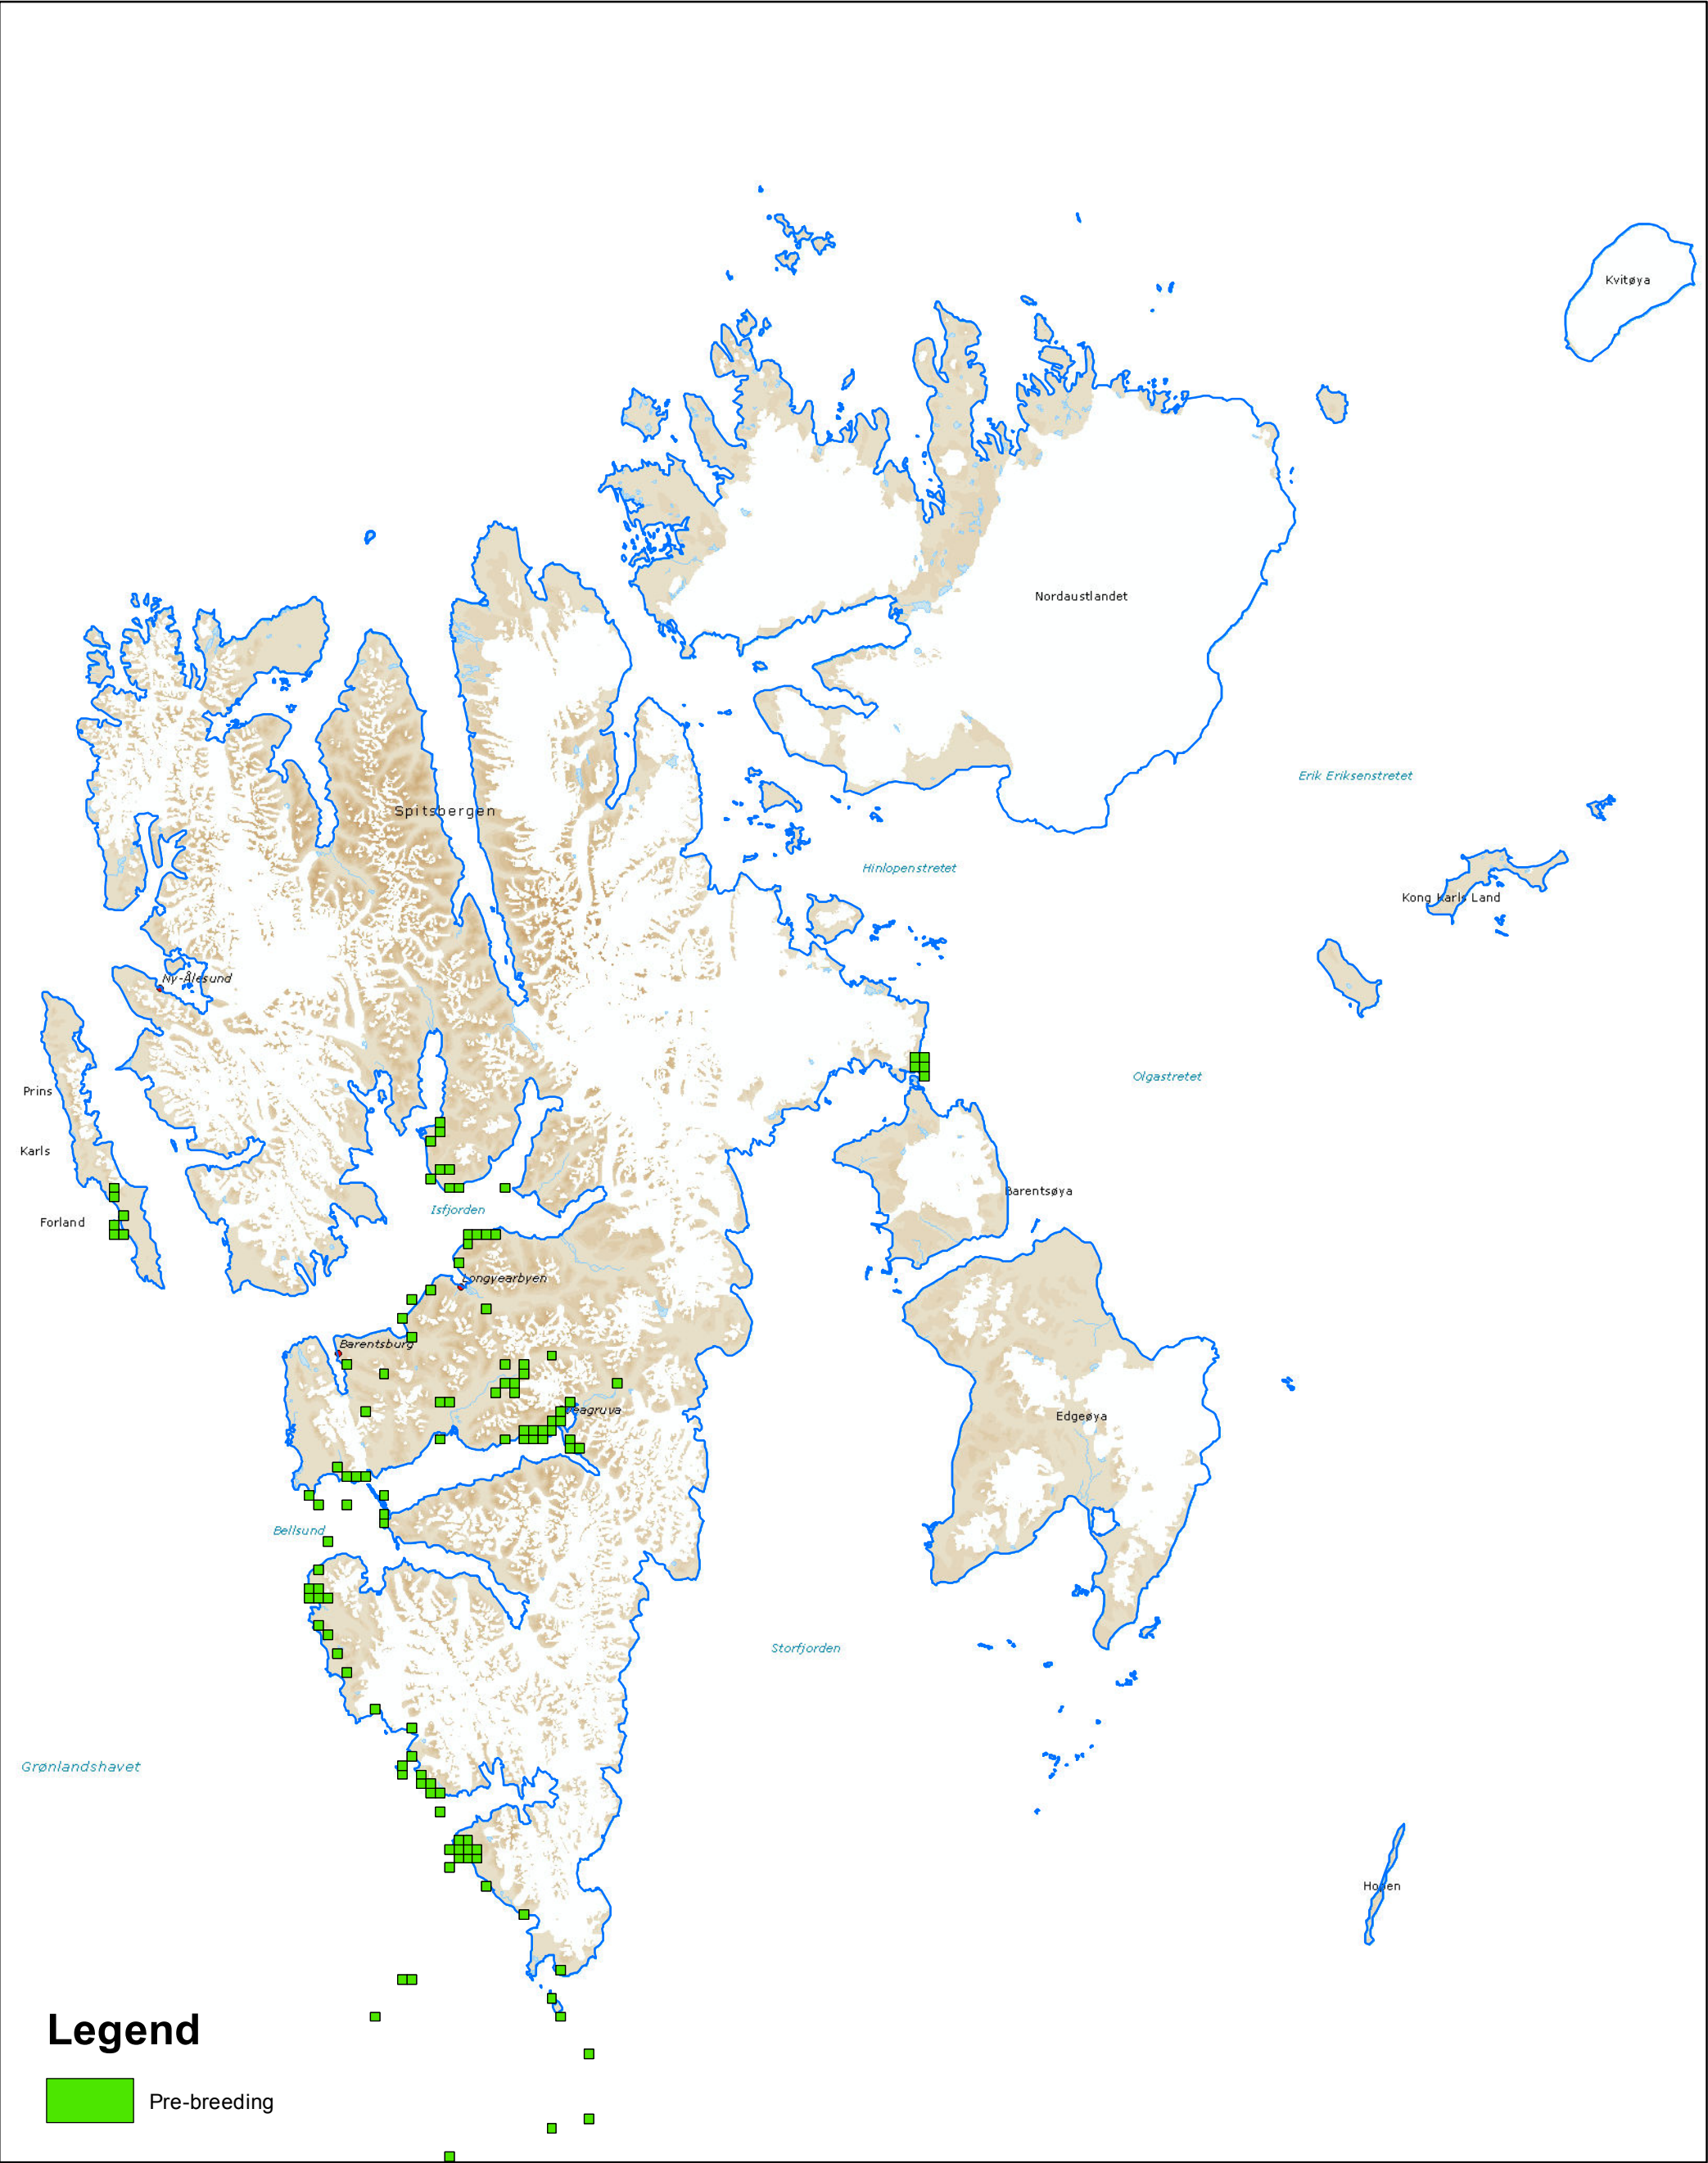 Kvitøya
Nordaustlandet
Erik Eriksenstretet
Spitsbergen
Hinlopenstretet
Kong Karls Land
Ny-Ålesund
Olgastretet
Prins
Karls
Forland
Barentsøya
Isfjorden
Longyearbyen
Barentsburg
eagruva
Edgeøya
Bellsund
Storfjorden
Grønlandshavet
Hopen
Legend
Pre-breeding